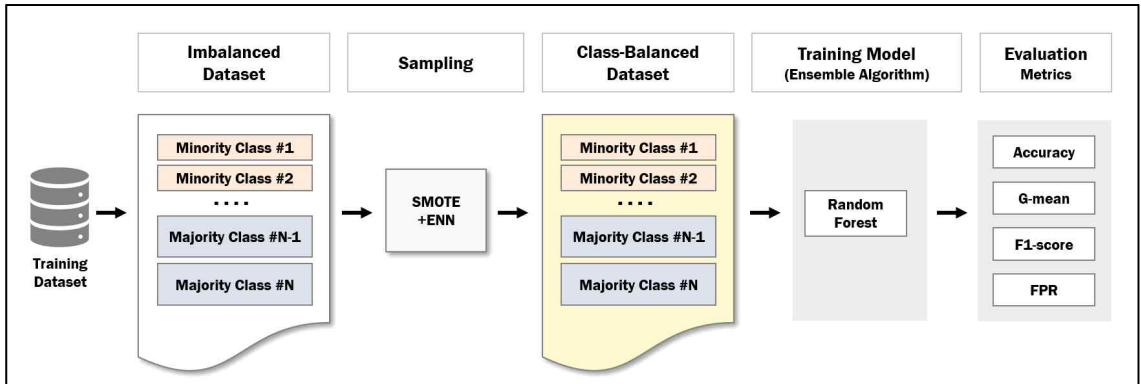 Imbalanced
Dataset
Sampling
Class-Balanced
Dataset
Training Model
(Ensemble Algorithm)
Evaluation
Metrics
Training
Dataset
Minority Class #1
Minority Class #2
....
Majority Class #N-1
Majority Class #N
SMOTE
+ENN
Minority Class #1
Minority Class #2
....
Majority Class #N-1
Majority Class #N
Random
Forest
Accuracy
G-mean
F1-score
FPR